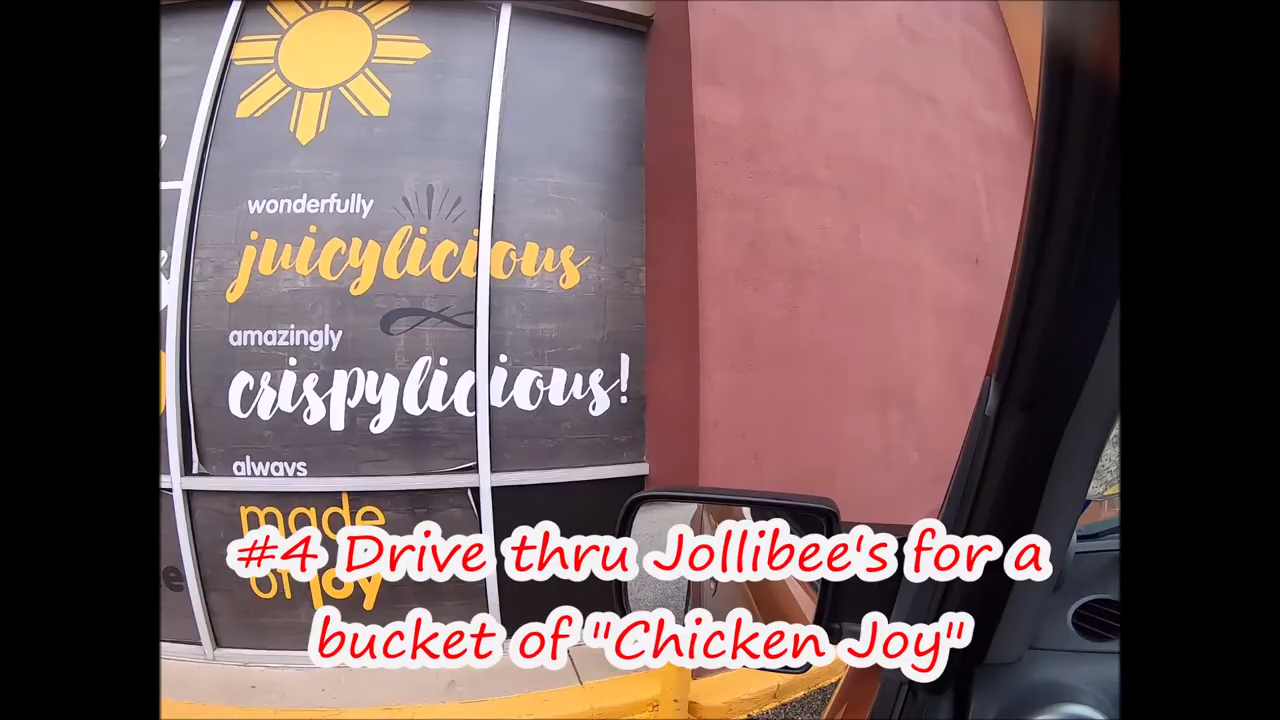 wonderfully
juicylicious
amazingly
crispylicious!
always
made
of joy
#4 Drive thru Jollibee's for a
bucket of "Chicken Joy"